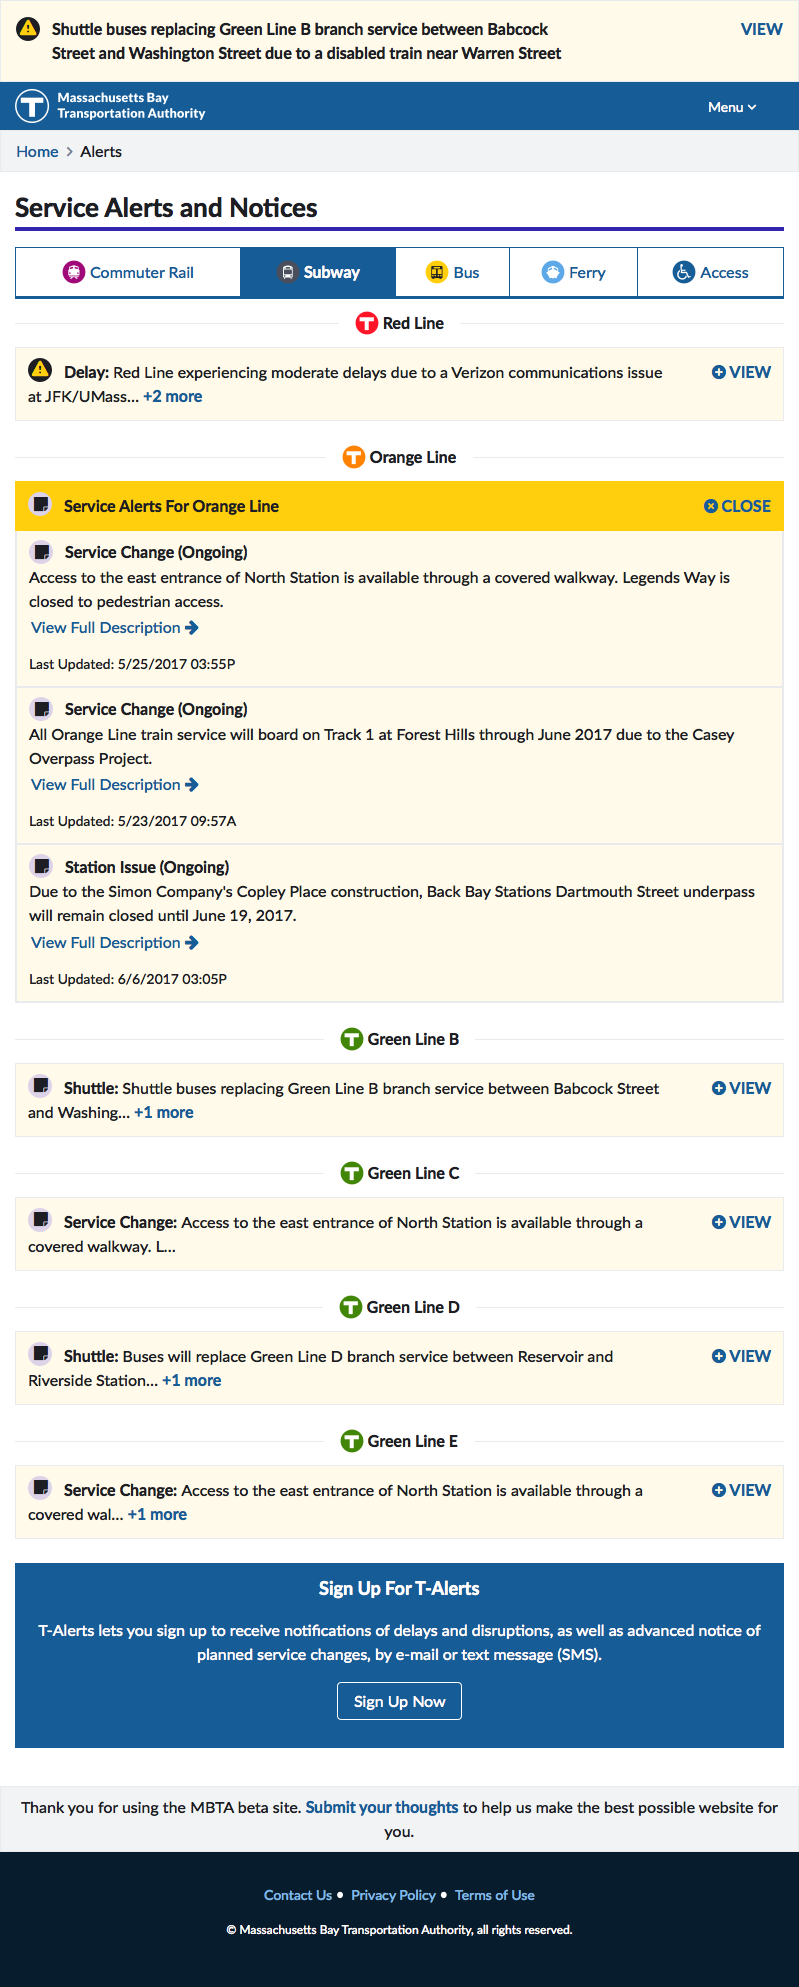 Shuttle buses replacing Green Line B branch service between Babcock
Street and Washington Street due to a disabled train near Warren Street
VIEW
Massachusetts Bay
Transportation Authority
Menu
Home > Alerts
Service Alerts and Notices
Commuter Rail
Subway
Bus
Ferry
Access
T Red Line
Delay: Red Line experiencing moderate delays due to a Verizon communications issue
at JFK/UMass... +2 more
VIEW
T Orange Line
Service Alerts For Orange Line
CLOSE
Service Change (Ongoing)
Access to the east entrance of North Station is available through a covered walkway. Legends Way is
closed to pedestrian access.
View Full Description
Last Updated: 5/25/2017 03:55P
Service Change (Ongoing)
All Orange Line train service will board on Track 1 at Forest Hills through June 2017 due to the Casey
Overpass Project.
View Full Description
Last Updated: 5/23/2017 09:57A
Station Issue (Ongoing)
Due to the Simon Company's Copley Place construction, Back Bay Stations Dartmouth Street underpass
will remain closed until June 19, 2017.
View Full Description
Last Updated: 6/6/2017 03:05P
T Green Line B
Shuttle: Shuttle buses replacing Green Line B branch service between Babcock Street
and Washing... +1 more
VIEW
T Green Line C
Service Change: Access to the east entrance of North Station is available through a
covered walkway. L...
VIEW
T Green Line D
Shuttle: Buses will replace Green Line D branch service between Reservoir and
Riverside Station... +1 more
VIEW
T Green Line E
Service Change: Access to the east entrance of North Station is available through a
covered wal... +1 more
VIEW
Sign Up For T-Alerts
T-Alerts lets you sign up to receive notifications of delays and disruptions, as well as advanced notice of
planned service changes, by e-mail or text message (SMS).
Sign Up Now
Thank you for using the MBTA beta site. Submit your thoughts to help us make the best possible website for
you.
Contact Us • Privacy Policy • Terms of Use
© Massachusetts Bay Transportation Authority, all rights reserved.